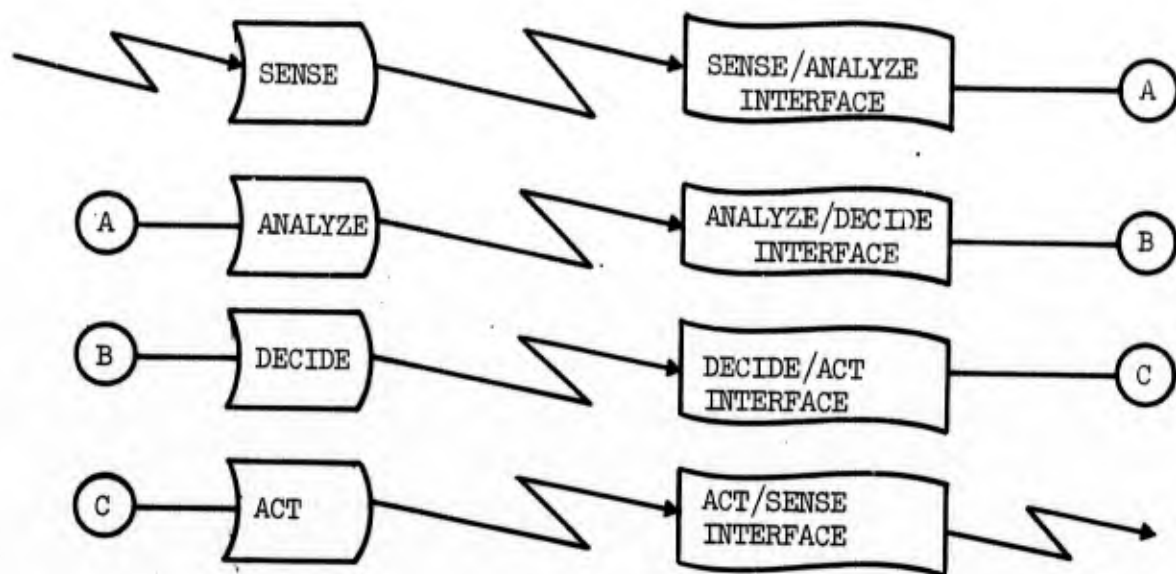 SENSE
SENSE/ANALYZE
INTERFACE
A
A
ANALYZE
ANALYZE/DECIDE
INTERFACE
B
B
DECIDE
DECIDE/ACT
INTERFACE
C
C
ACT
ACT/SENSE
INTERFACE